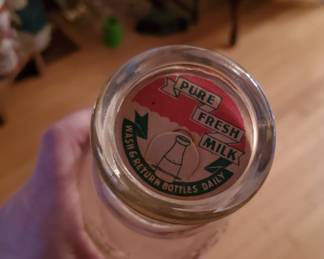 PURE
FRESH
MILK
WASH & RETURN BOTTLES DAILY